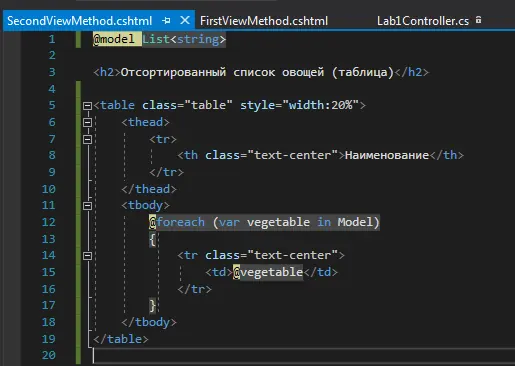 SecondViewMethod.cshtml FirstViewMethod.cshtml Lab1Controller.cs
1 @model List<string>
2
3 <h2>Отсортированный список овощей (таблица)</h2>
4
5 <table class="table" style="width:20%">
6 <thead>
7 <tr>
8 <th class="text-center">Наименование</th>
9 </tr>
10 </thead>
11 <tbody>
12 @foreach (var vegetable in Model)
13 {
14 <tr class="text-center">
15 <td>@vegetable</td>
16 </tr>
17 }
18 </tbody>
19 </table>
20